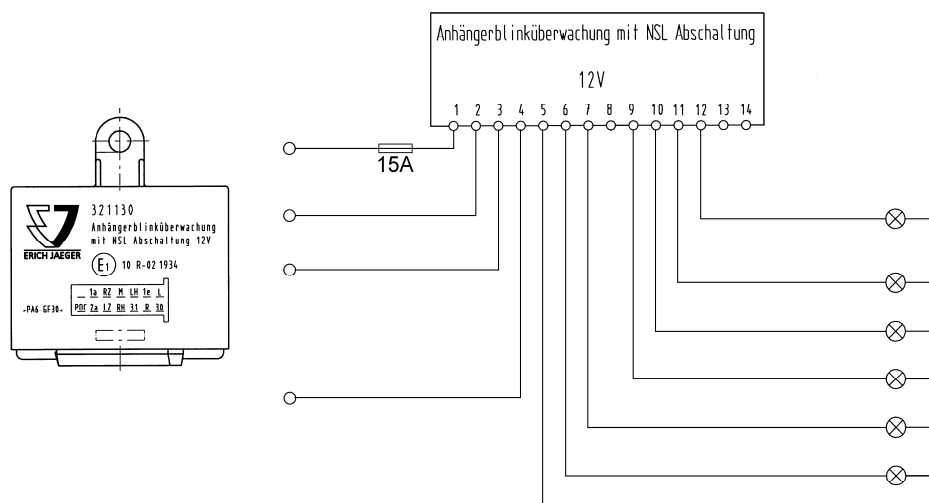 Anhängerblinküberwachung mit NSL Abschaltung
12V
1 2 3 4 5 6 7 8 9 10 11 12 13 14
15A
321130
Anhängerblinküberwachung
mit NSL Abschaltung 12V
ERICH JAEGER
E1 10 R-02 1934
1a RZ M LH 1e L
-PA6-GF30-
2a LZ RH 31 R 30